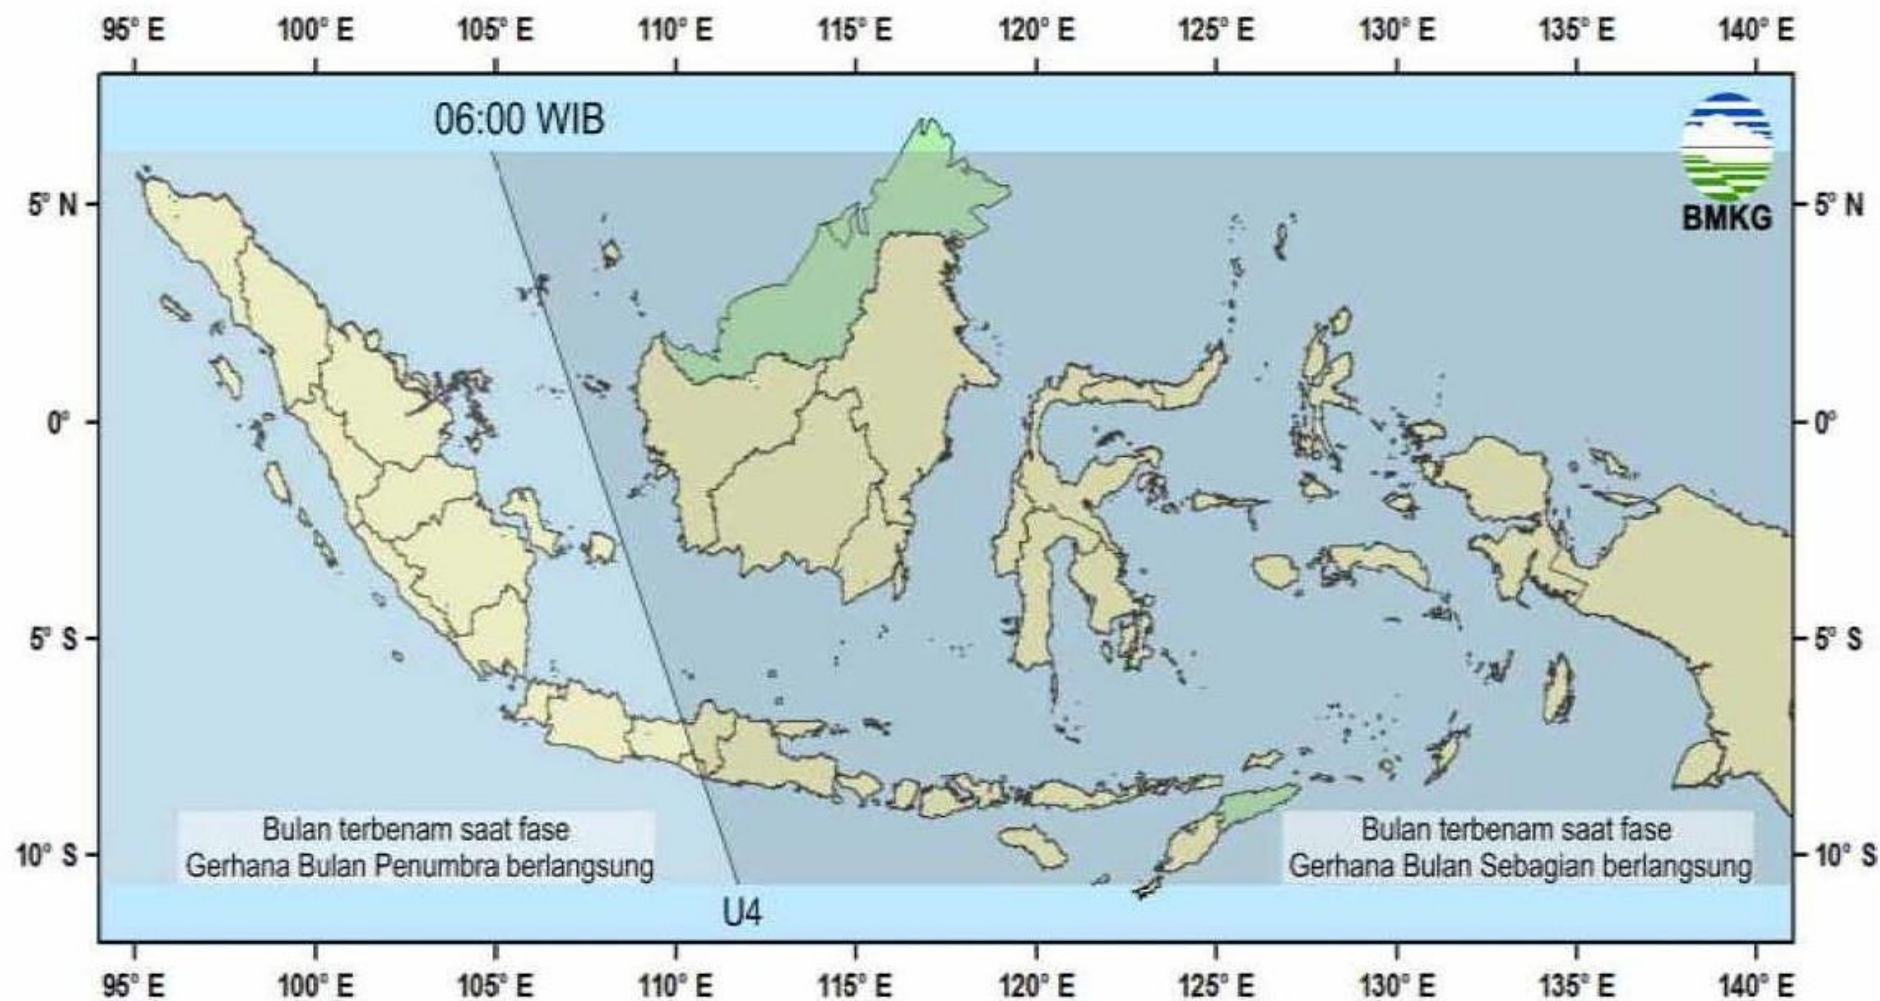 95° E 100° E 105° E 110° E 115° E 120° E 125° E 130° E 135° E 140° E
06:00 WIB
5° N 5° N
BMKG
0° 0°
5° S 5° S
Bulan terbenam saat fase
Gerhana Bulan Penumbra berlangsung
Bulan terbenam saat fase
Gerhana Bulan Sebagian berlangsung
10° S 10° S
U4
95° E 100° E 105° E 110° E 115° E 120° E 125° E 130° E 135° E 140° E